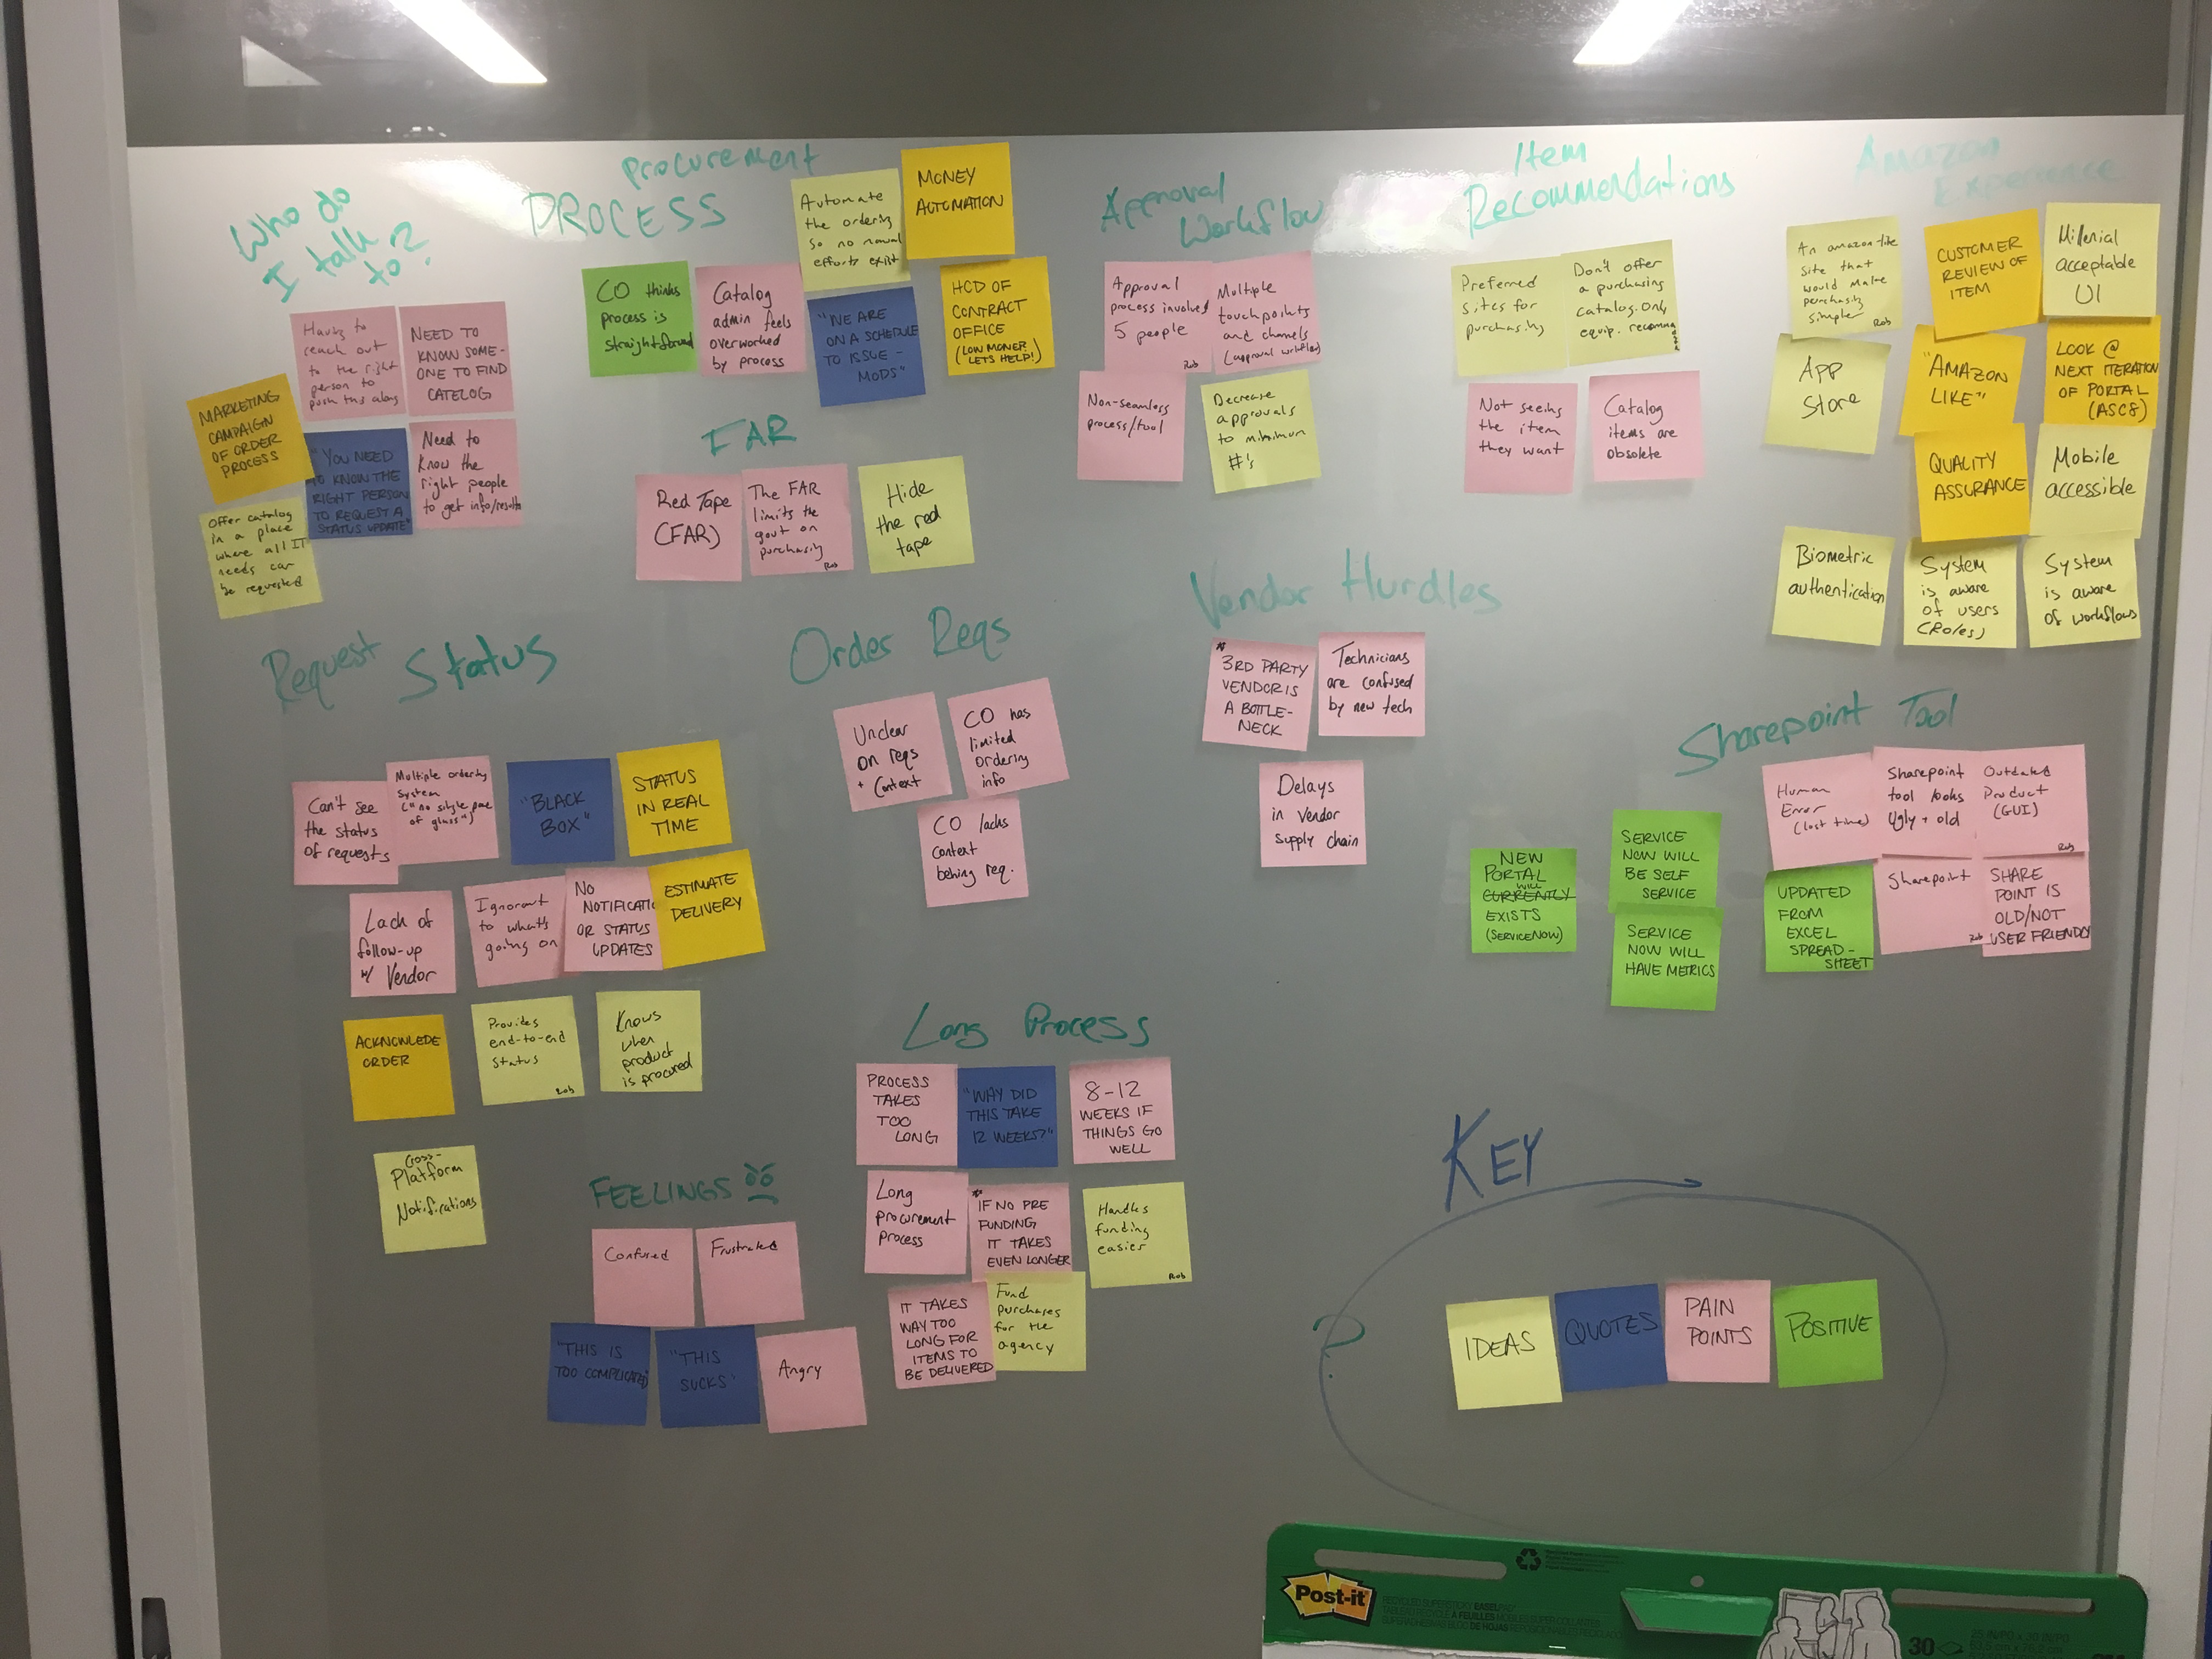 Who do
I talk
to?
MARKETING
CAMPAIGN
OF ORDER
PROCESS
Having to
reach out
to the right
person to
push this along
NEED TO
KNOW SOME-
ONE TO FIND
CATELOG
"YOU NEED
TO KNOW THE
RIGHT PERSON
TO REQUEST A
STATUS UPDATE"
Need to
Know the
right people
to get info/results
Offer catalog
in a place
where all IT
needs can
be requested
Procurement
PROCESS
CO thinks
process is
straightforward
Catalog
admin feels
overworked
by process
Automate
the ordering
so no manual
efforts exist
MONEY
AUTOMATION
"WE ARE
ON A SCHEDULE
TO ISSUE -
MODS"
HCD OF
CONTRACT
OFFICE
(LOW MONEY
LETS HELP!)
FAR
Red Tape
(FAR)
The FAR
limits the
gout on
purchasing
Rob
Hide
the red
tape
Approval
Workflow
Approval
process involves
5 people
Rob
Multiple
touchpoints
and channels
(approval workflow)
Non-seamless
process/tool
Decrease
approvals
to minimum
#'s
Item
Recommendations
Preferred
sites for
purchasing
Don't offer
a purchasing
catalog. Only
equip.
Not seeing
the item
they want
Catalog
items are
obsolete
Amazon
Experience
An amazon like
site that
would make
purchasing
simple
Rob
CUSTOMER
REVIEW OF
ITEM
Millenial
acceptable
UI
App
Store
"AMAZON
LIKE"
LOOK @
NEXT ITERATION
OF PORTAL
(ASC8)
QUALITY
ASSURANCE
Mobile
accessible
Biometric
authentication
System
is aware
of users
(Roles)
System
is aware
of workflows
Request Status
Can't see
the status
of requests
Multiple ordering
System
("no single pane
of glass")
"BLACK
BOX"
STATUS
IN REAL
TIME
Lack of
follow-up
w/ Vendor
Ignorant
to what's
going on
NO
NOTIFICATIO
OR STATUS
UPDATES
ESTIMATE
DELIVERY
ACKNOWLEDE
ORDER
Provides
end-to-end
Status
Rob
Knows
when
product
is procured
Cross-
Platform
Notifications
Order Reqs
Unclear
on reqs
+ Context
CO has
limited
ordering
info
CO lacks
Context
behing req.
Vendor Hurdles
*
3RD PARTY
VENDOR IS
A BOTTLE-
NECK
Technicians
are confused
by new tech
Delays
in Vendor
supply chain
Sharepoint Tool
NEW
PORTAL
WILL
CURRENTLY
EXISTS
(SERVICENOW)
SERVICE
NOW WILL
BE SELF
SERVICE
SERVICE
NOW WILL
HAVE METRICS
Human
Error
(lost time)
Sharepoint
tool looks
Ugly + old
Outdated
Product
(GUI)
Rob
UPDATED
FROM
EXCEL
SPREAD-
SHEET
Sharepoint
Rob
SHARE
POINT IS
OLD/NOT
USER FRIENDLY
Long Process
PROCESS
TAKES
TOO
LONG
"WHY DID
THIS TAKE
12 WEEKS?"
8-12
WEEKS IF
THINGS GO
WELL
Long
procurement
Process
*
IF NO PRE
FUNDING
IT TAKES
EVEN LONGER
Handles
funding
easier
Rob
IT TAKES
WAY TOO
LONG FOR
ITEMS TO
BE DELIVERED
Fund
purchases
for the
agency
FEELINGS
Confused
Frustrated
"THIS IS
TOO COMPLICATED"
"THIS
SUCKS"
Angry
KEY
?
IDEAS
QUOTES
PAIN
POINTS
POSITIVE
Post-it
30